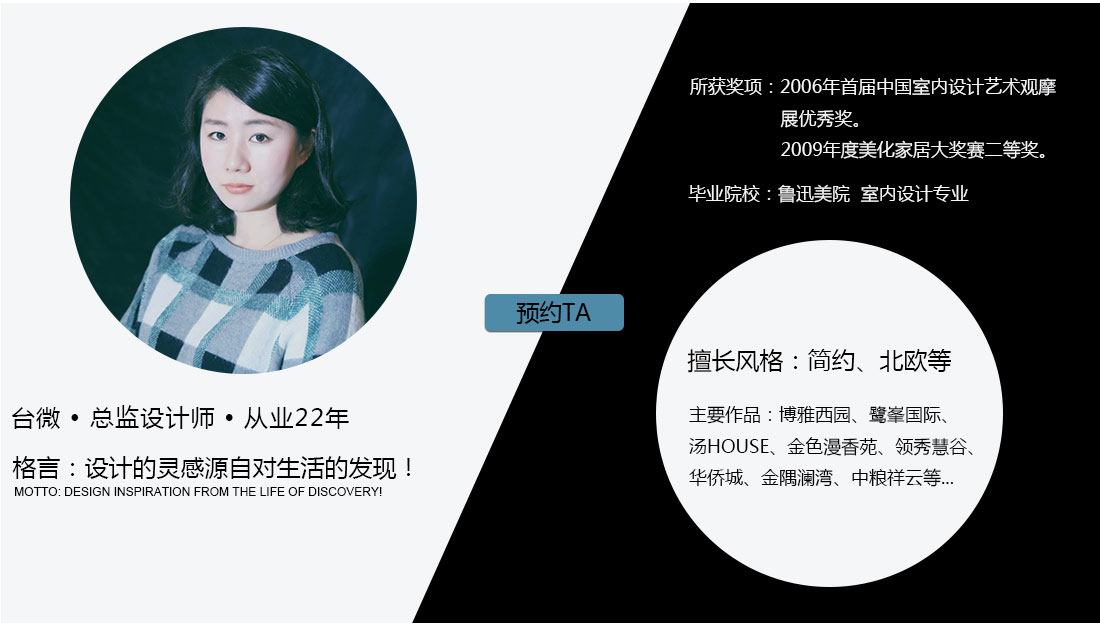 台微 • 总监设计师 • 从业22年
格言：设计的灵感源自对生活的发现！
MOTTO: DESIGN INSPIRATION FROM THE LIFE OF DISCOVERY!
预约TA
所获奖项：2006年首届中国室内设计艺术观摩
展优秀奖。
2009年度美化家居大奖赛二等奖。
毕业院校：鲁迅美院 室内设计专业
擅长风格：简约、北欧等
主要作品：博雅西园、鹭峯国际、
汤HOUSE、金色漫香苑、领秀慧谷、
华侨城、金隅澜湾、中粮祥云等...